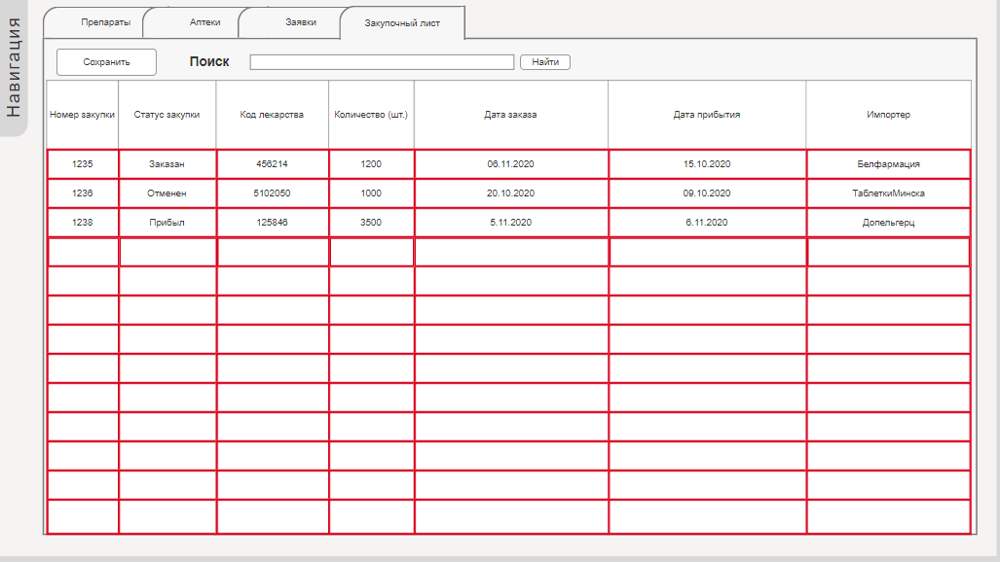 Навигация
Препараты Аптеки Заявки Закупочный лист
Сохранить Поиск Найти
Номер закупки Статус закупки Код лекарства Количество (шт.) Дата заказа Дата прибытия Импортер
1235 Заказан 456214 1200 06.11.2020 15.10.2020 Белфармация
1236 Отменен 5102050 1000 20.10.2020 09.10.2020 ТаблеткиМинска
1238 Прибыл 125846 3500 5.11.2020 6.11.2020 Допельгерц